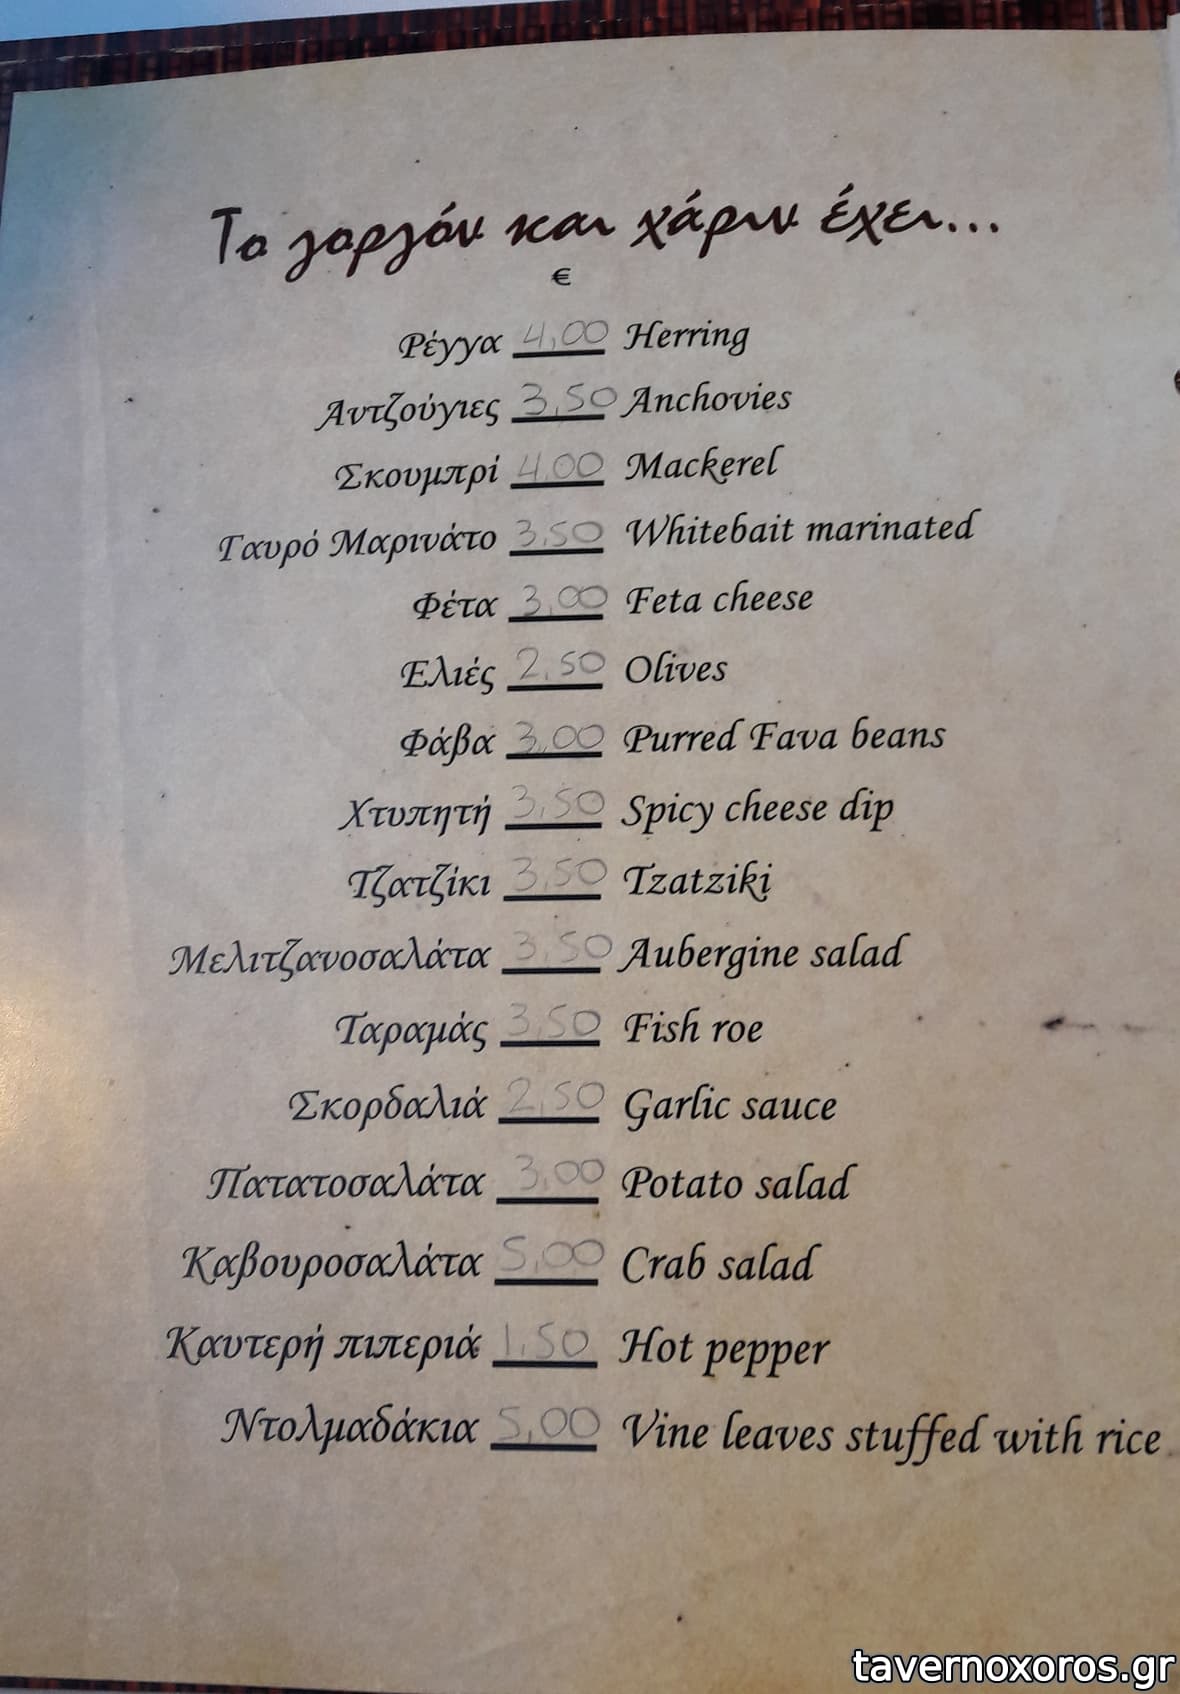 Το γοργόν και χάριν έχει...
€
Ρέγγα 4,00 Herring
Αντζούγιες 3,50 Anchovies
Σκουμπρί 4,00 Mackerel
Γαυρό Μαρινάτο 3,50 Whitebait marinated
Φέτα 3,00 Feta cheese
Ελιές 2,50 Olives
Φάβα 3,00 Purred Fava beans
Χτυπητή 3,50 Spicy cheese dip
Τζατζίκι 3,50 Tzatziki
Μελιτζανοσαλάτα 3,50 Aubergine salad
Ταραμάς 3,50 Fish roe
Σκορδαλιά 2,50 Garlic sauce
Πατατοσαλάτα 3,00 Potato salad
Καβουροσαλάτα 5,00 Crab salad
Καυτερή πιπεριά 1,50 Hot pepper
Ντολμαδάκια 5,00 Vine leaves stuffed with rice
tavernoxoros.gr